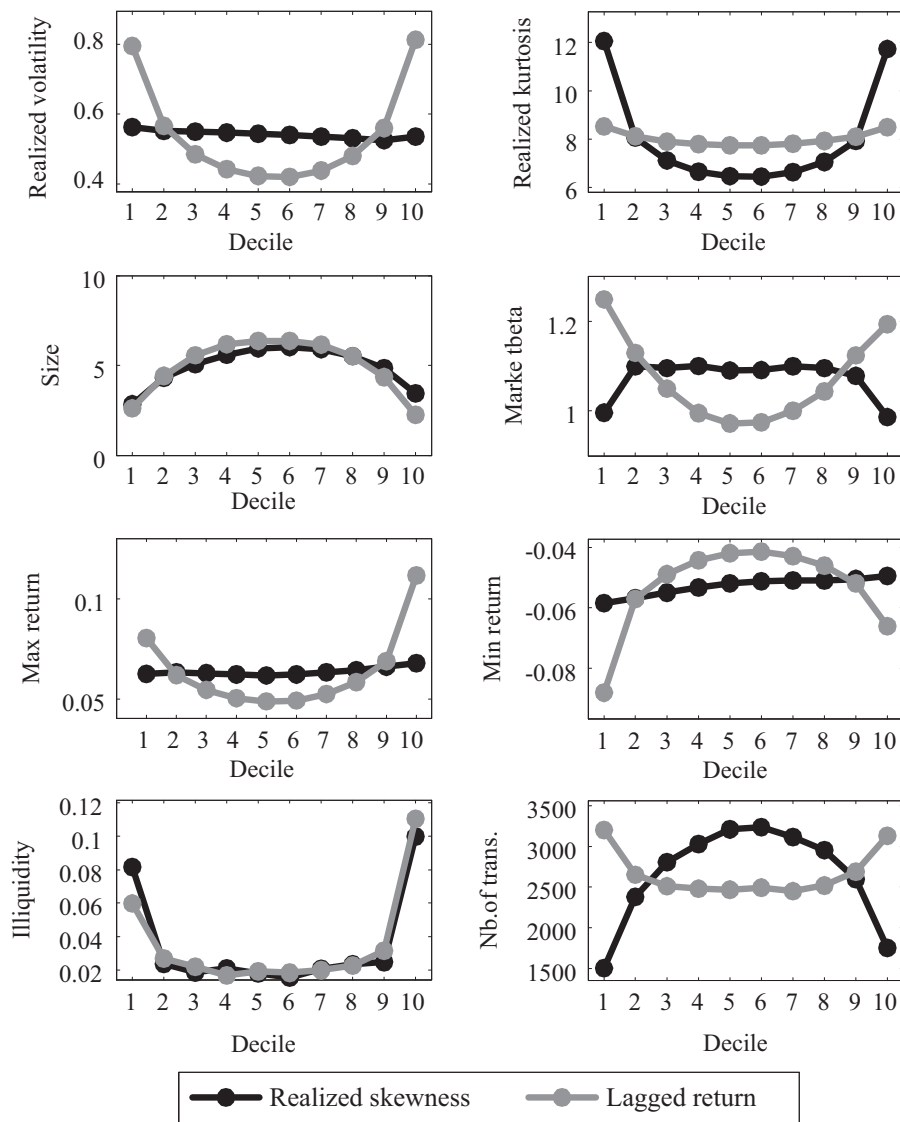 Realized volatility
0.8
0.6
0.4
1 2 3 4 5 6 7 8 9 10
Decile
Realized kurtosis
12
10
8
6
1 2 3 4 5 6 7 8 9 10
Decile
Size
10
5
0
1 2 3 4 5 6 7 8 9 10
Decile
Marke tbeta
1.2
1
1 2 3 4 5 6 7 8 9 10
Decile
Max return
0.1
0.05
1 2 3 4 5 6 7 8 9 10
Decile
Min return
-0.04
-0.06
-0.08
1 2 3 4 5 6 7 8 9 10
Decile
Illiquidity
0.12
0.1
0.08
0.06
0.04
0.02
1 2 3 4 5 6 7 8 9 10
Decile
Nb.of trans.
3500
3000
2500
2000
1500
1 2 3 4 5 6 7 8 9 10
Decile
Realized skewness Lagged return